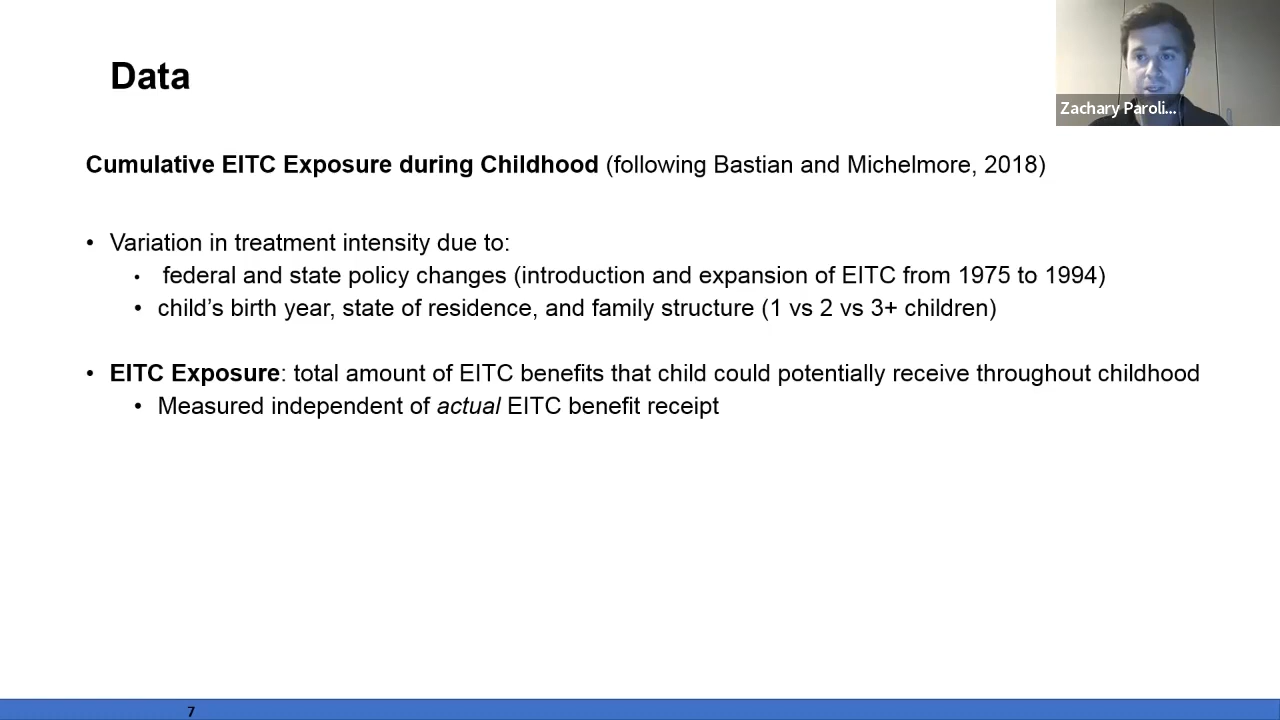 Data
Zachary Paroli...
Cumulative EITC Exposure during Childhood (following Bastian and Michelmore, 2018)
• Variation in treatment intensity due to:
• federal and state policy changes (introduction and expansion of EITC from 1975 to 1994)
• child’s birth year, state of residence, and family structure (1 vs 2 vs 3+ children)
• EITC Exposure: total amount of EITC benefits that child could potentially receive throughout childhood
• Measured independent of actual EITC benefit receipt
7